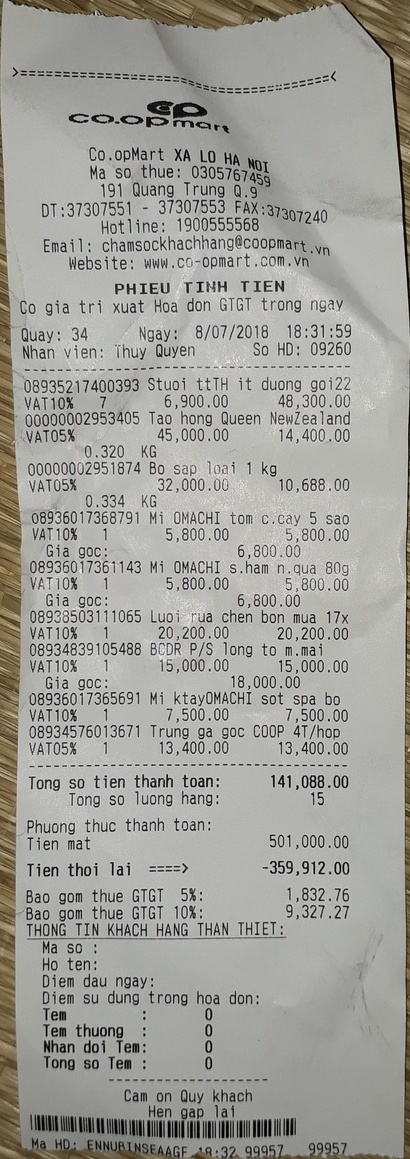 >==============================<
co.opmart
Co.opMart XA LO HA NOI
Ma so thue: 0305767459
191 Quang Trung Q.9
DT:37307551 - 37307553 FAX:37307240
Hotline: 1900555568
Email: chamsockhachhang@coopmart.vn
Website: www.co-opmart.com.vn
PHIEU TINH TIEN
Co gia tri xuat Hoa don GTGT trong ngay
Quay: 34 Ngay: 8/07/2018 18:31:59
Nhan vien: Thuy Quyen So HD: 09260
08935217400393 Stuoi ttTH it duong goi22
VAT10% 7 6,900.00 48,300.00
00000002953405 Tao hong Queen NewZealand
VAT05% 45,000.00 14,400.00
0.320 KG
00000002951874 Bo sap loai 1 kg
VAT05% 32,000.00 10,688.00
0.334 KG
08936017368791 Mi OMACHI tom c.cay 5 sao
VAT10% 1 5,800.00 5,800.00
Gia goc: 6,800.00
08936017361143 Mi OMACHI s.ham n.qua 80g
VAT10% 1 5,800.00 5,800.00
Gia goc: 6,800.00
08938503111065 Luoi rua chen bon mua 17x
VAT10% 1 20,200.00 20,200.00
08934839105488 BCDR P/S long to m.mai
VAT10% 1 15,000.00 15,000.00
Gia goc: 18,000.00
08936017365691 Mi ktayOMACHI sot spa bo
VAT10% 1 7,500.00 7,500.00
08934576013671 Trung ga goc COOP 4T/hop
VAT05% 1 13,400.00 13,400.00
Tong so tien thanh toan: 141,088.00
Tong so luong hang: 15
Phuong thuc thanh toan:
Tien mat 501,000.00
Tien thoi lai ====> -359,912.00
Bao gom thue GTGT 5%: 1,832.76
Bao gom thue GTGT 10%: 9,327.27
THONG TIN KHACH HANG THAN THIET:
Ma so :
Ho ten:
Diem dau ngay:
Diem su dung trong hoa don:
Tem : 0
Tem thuong : 0
Nhan doi Tem: 0
Tong so Tem : 0
Cam on Quy khach
Hen gap lai
Ma HD: ENNUBINSEAAGF 18:32 99957 99957